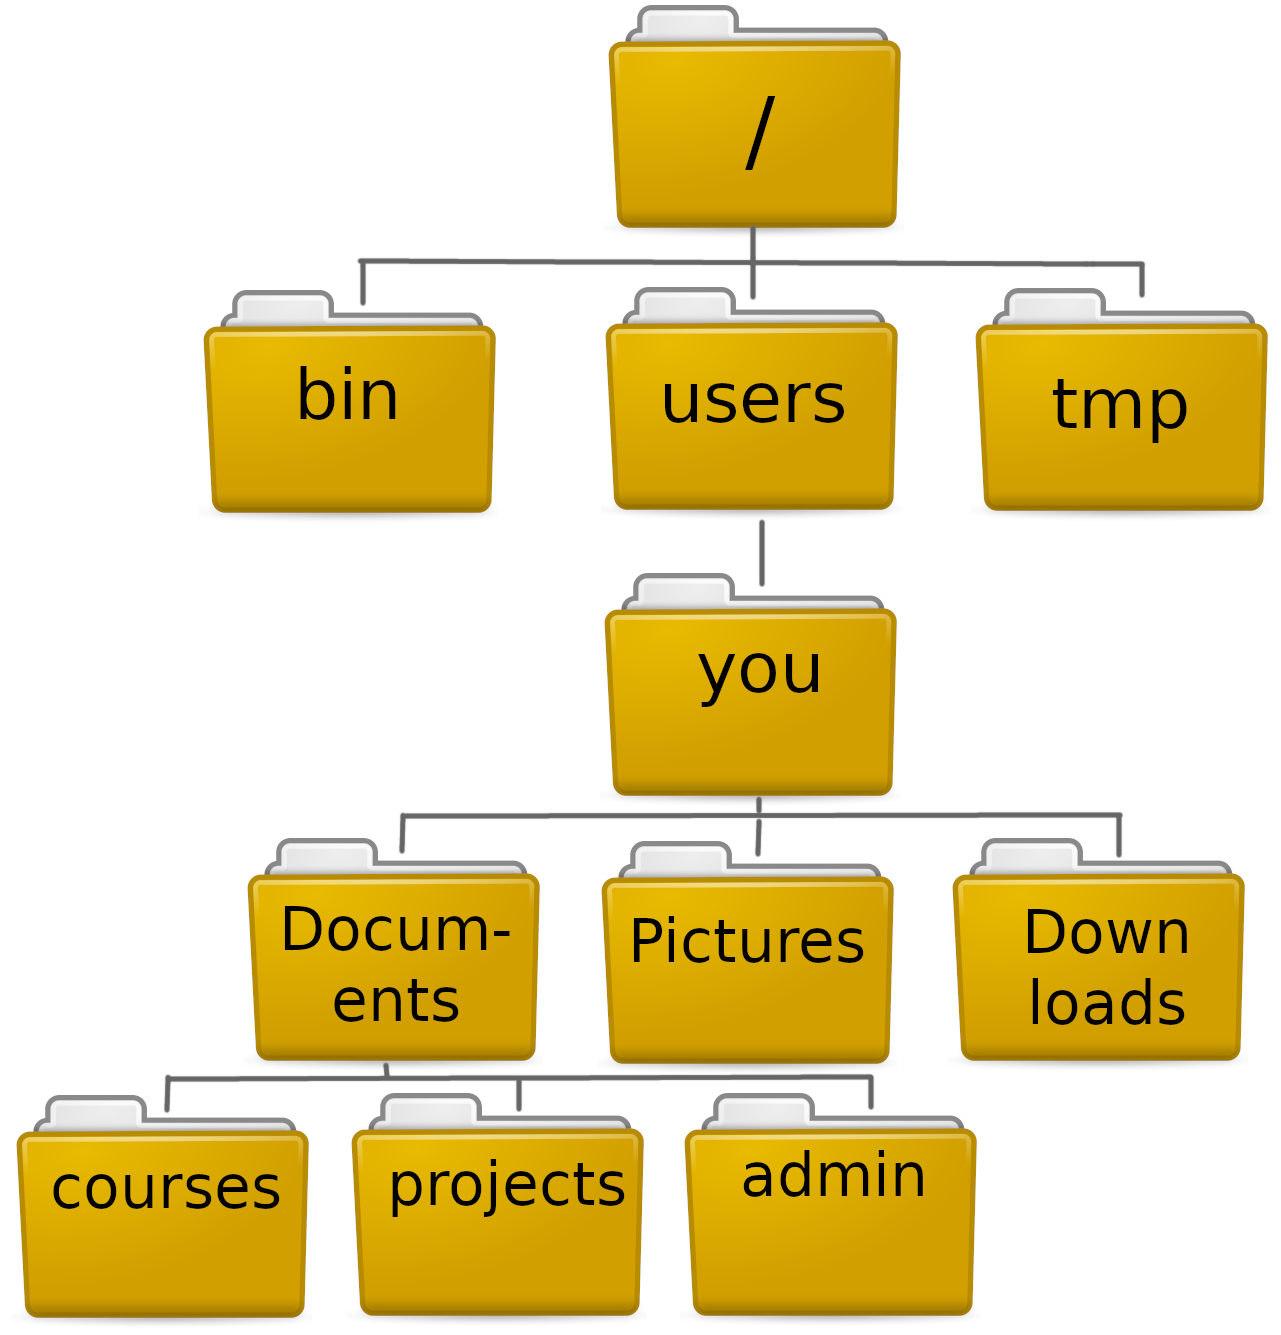 /
bin
users
tmp
you
Docum-
ents
Pictures
Down
loads
courses
projects
admin